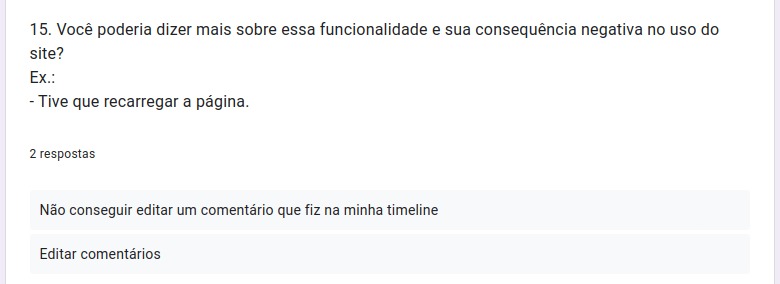 15. Você poderia dizer mais sobre essa funcionalidade e sua consequência negativa no uso do
site?
Ex.:
- Tive que recarregar a página.
2 respostas
Não conseguir editar um comentário que fiz na minha timeline
Editar comentários